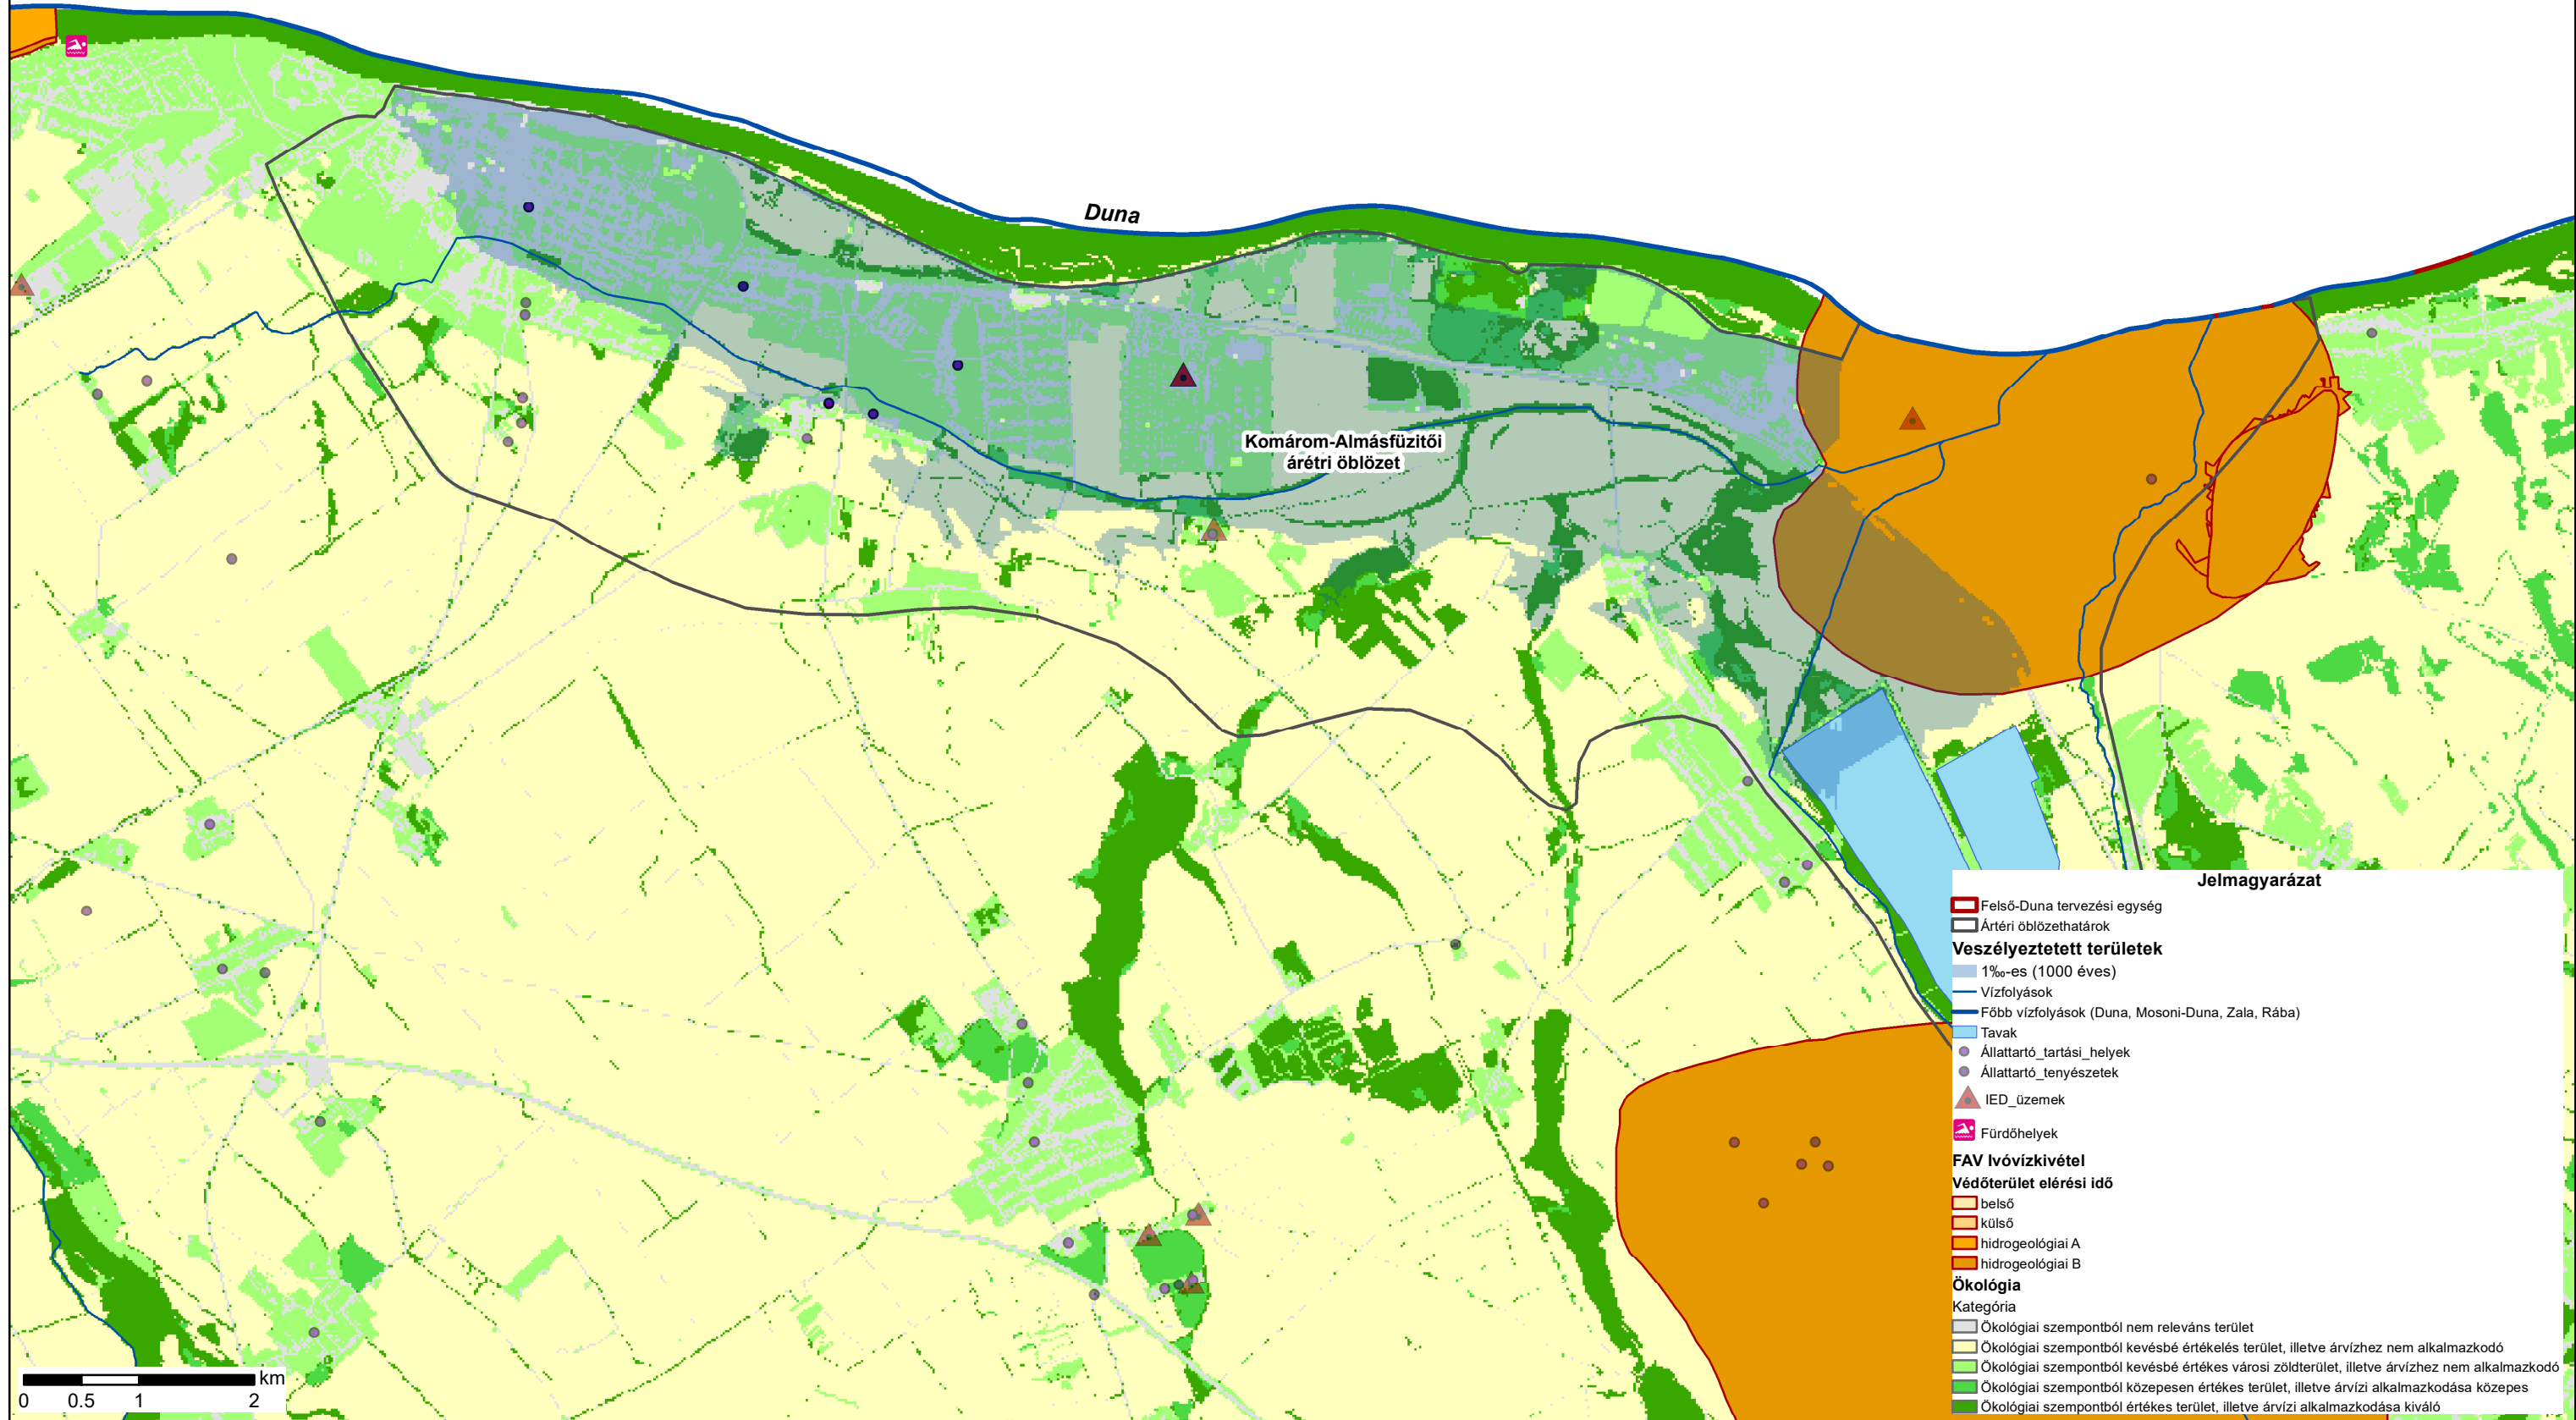 Duna
Komárom-Almásfüzitői
árétri öblözet
Jelmagyarázat
Felső-Duna tervezési egység
Ártéri öblözethatárok
Veszélyeztetett területek
1‰-es (1000 éves)
Vízfolyások
Főbb vízfolyások (Duna, Mosoni-Duna, Zala, Rába)
Tavak
Állattartó_tartási_helyek
Állattartó_tenyészetek
IED_üzemek
Fürdőhelyek
FAV Ivóvízkivétel
Védőterület elérési idő
belső
külső
hidrogeológiai A
hidrogeológiai B
Ökológia
Kategória
Ökológiai szempontból nem releváns terület
Ökológiai szempontból kevésbé értékelés terület, illetve árvízhez nem alkalmazkodó
Ökológiai szempontból kevésbé értékes városi zöldterület, illetve árvízhez nem alkalmazkodó
Ökológiai szempontból közepesen értékes terület, illetve árvízi alkalmazkodása közepes
Ökológiai szempontból értékes terület, illetve árvízi alkalmazkodása kiváló
km
0 0.5 1 2